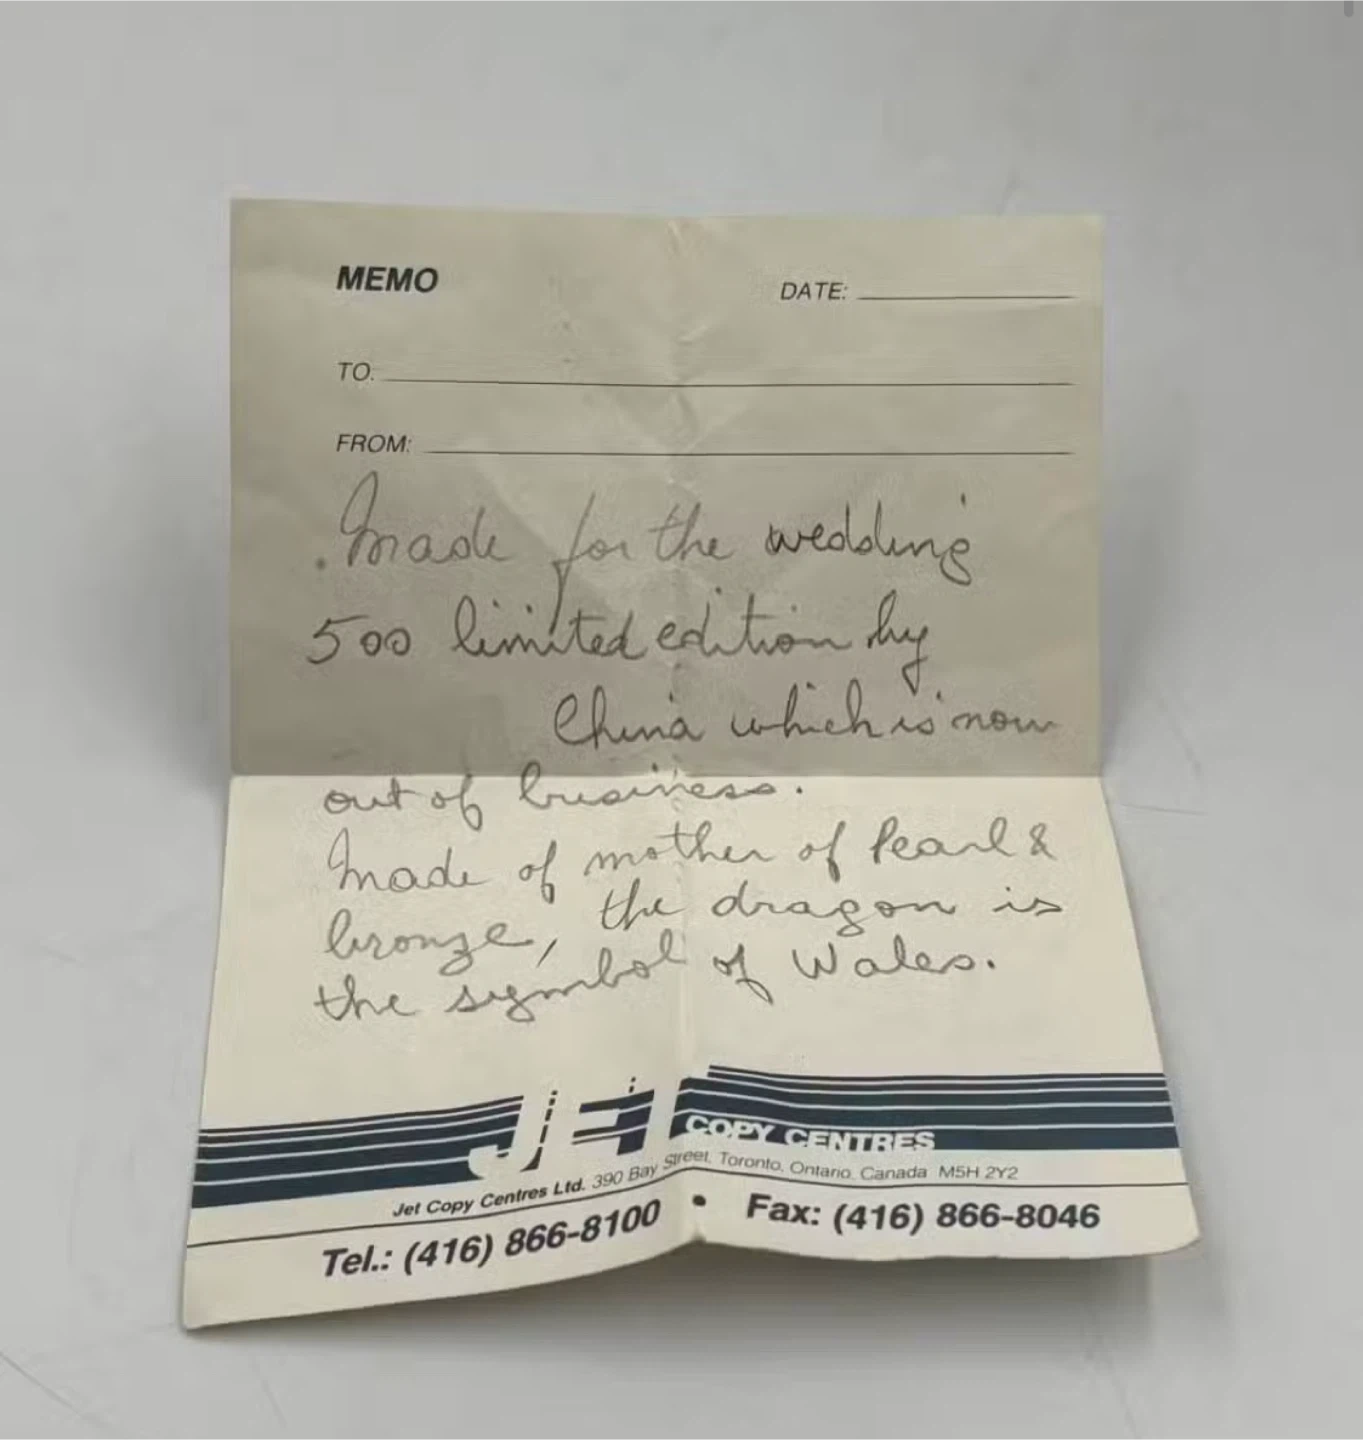 MEMO
DATE:
TO:
FROM:
. Made for the wedding
500 limited edition by
China which is now
out of business.
Made of mother of Pearl &
bronze, the dragon is
the symbol of Wales.
JET COPY CENTRES
Jet Copy Centres Ltd. 390 Bay Street, Toronto, Ontario, Canada M5H 2Y2
Tel.: (416) 866-8100 • Fax: (416) 866-8046